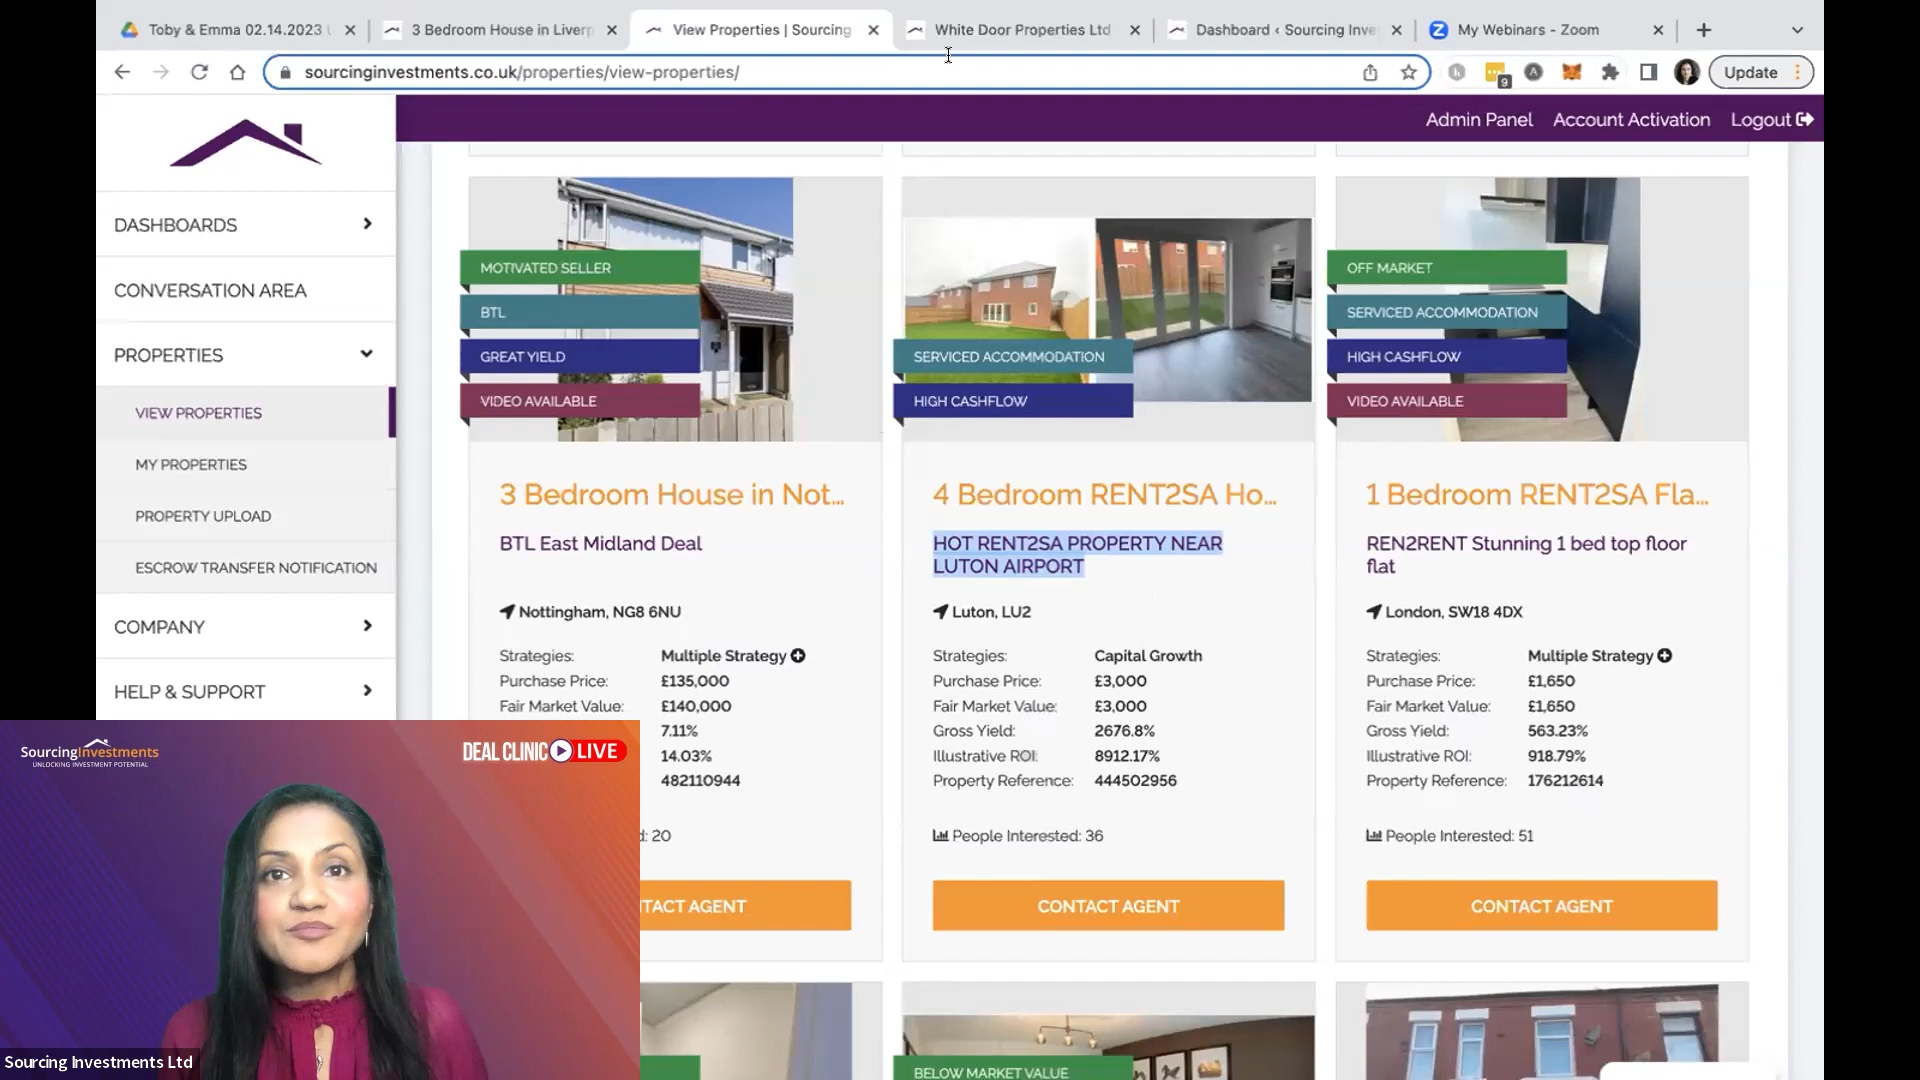 Toby & Emma 02.14.2023
3 Bedroom House in Liverp
View Properties | Sourcing
White Door Properties Ltd
Dashboard ‹ Sourcing Inve
My Webinars - Zoom
sourcinginvestments.co.uk/properties/view-properties/
9
A
Update
Admin Panel
Account Activation
Logout
DASHBOARDS
CONVERSATION AREA
PROPERTIES
VIEW PROPERTIES
MY PROPERTIES
PROPERTY UPLOAD
ESCROW TRANSFER NOTIFICATION
COMPANY
HELP & SUPPORT
MOTIVATED SELLER
BTL
GREAT YIELD
VIDEO AVAILABLE
3 Bedroom House in Not...
BTL East Midland Deal
Nottingham, NG8 6NU
Strategies: Multiple Strategy
Purchase Price: £135,000
Fair Market Value: £140,000
7.11%
14.03%
482110944
d: 20
TACT AGENT
SERVICED ACCOMMODATION
HIGH CASHFLOW
4 Bedroom RENT2SA Ho...
HOT RENT2SA PROPERTY NEAR
LUTON AIRPORT
Luton, LU2
Strategies: Capital Growth
Purchase Price: £3,000
Fair Market Value: £3,000
Gross Yield: 2676.8%
Illustrative ROI: 8912.17%
Property Reference: 444502956
People Interested: 36
CONTACT AGENT
OFF MARKET
SERVICED ACCOMMODATION
HIGH CASHFLOW
VIDEO AVAILABLE
1 Bedroom RENT2SA Fla...
REN2RENT Stunning 1 bed top floor
flat
London, SW18 4DX
Strategies: Multiple Strategy
Purchase Price: £1,650
Fair Market Value: £1,650
Gross Yield: 563.23%
Illustrative ROI: 918.79%
Property Reference: 176212614
People Interested: 51
CONTACT AGENT
BELOW MARKET VALUE
SourcingInvestments
UNLOCKING INVESTMENT POTENTIAL
DEAL CLINIC LIVE
Sourcing Investments Ltd